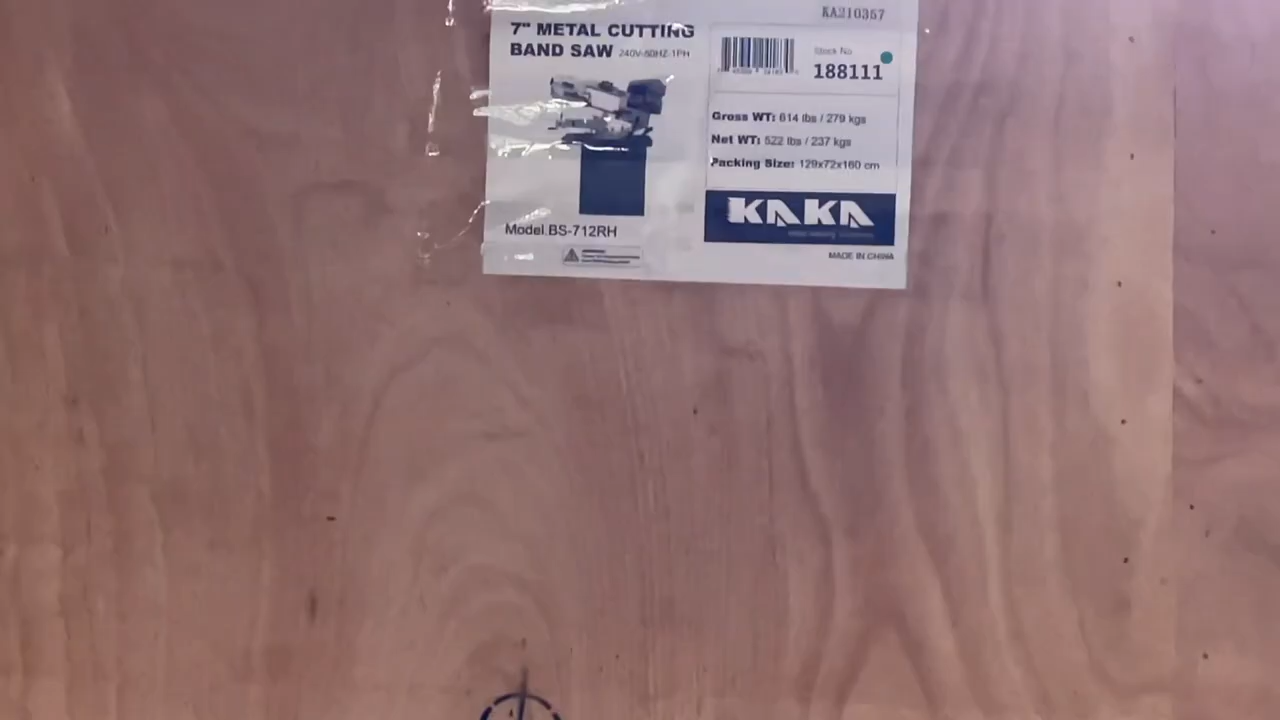 KA210357
7" METAL CUTTING
BAND SAW 240V-50HZ-1PH
Stock No
188111
Gross WT: 614 lbs / 279 kgs
Net WT: 522 lbs / 237 kgs
Packing Size: 129x72x160 cm
KAKA
Model.BS-712RH
MADE IN CHINA